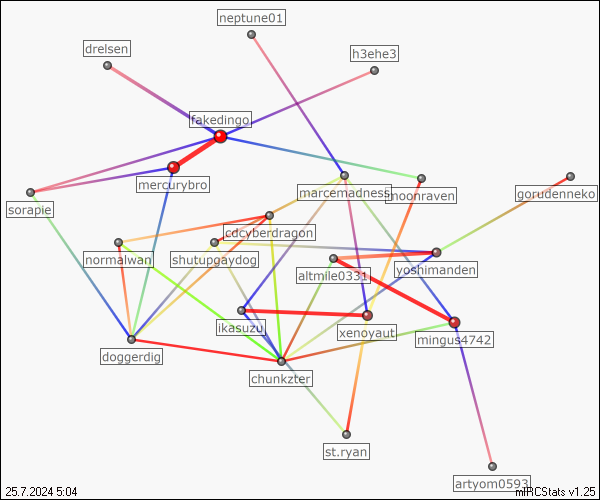 neptune01
drelsen
h3ehe3
fakedingo
mercurybro
marcemadness
moonraven
gorudenneko
sorapie
cdcyberdragon
normalwan
shutupgaydog
altmile0331
yoshimanden
ikasuzu
xenovaut
mingus4742
doggerdig
chunkzter
st.ryan
artyom0593
25.7.2024 5:04
mIRCStats v1.25